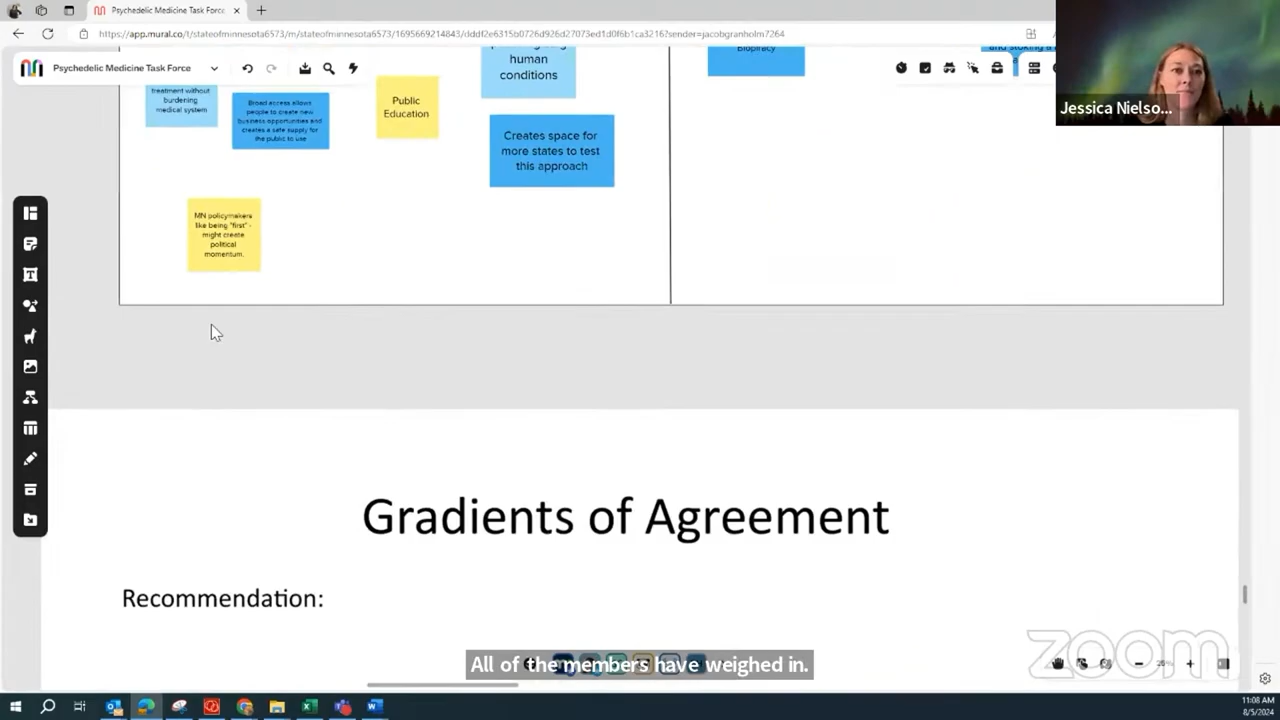 Psychedelic Medicine Task Force
https://app.mural.co/t/stateofminnesota6573/m/stateofminnesota6573/1695669214843/dddf2e6315b0726d926d27073ed1d0f6b1ca3216?sender=jacobgranholm7264
Psychedelic Medicine Task Force
treatment without
burdening
medical system
Broad access allows
people to create new
business opportunities and
creates a safe supply for
the public to use
Public
Education
human
conditions
Creates space for
more states to test
this approach
Biopiracy
and stoking a
MN policymakers
like being "first" -
might create
political
momentum.
Jessica Nielso...
Gradients of Agreement
Recommendation:
All of the members have weighed in.
zoom
11:08 AM
8/5/2024